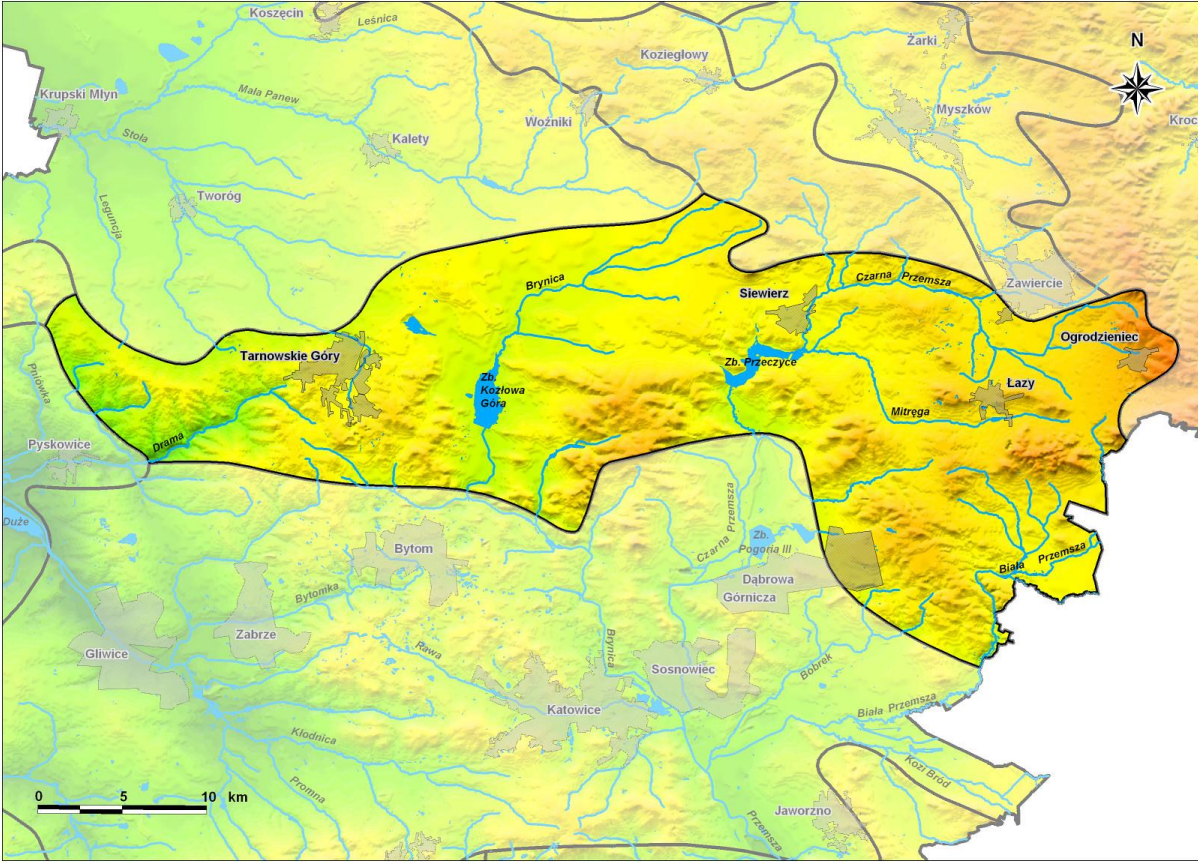 Koszęcin
Leśnica
Żarki
N
Koziegłowy
Krupski Młyn
Mała Panew
Myszków
Woźniki
Kroc
Stoła
Kalety
Tworóg
Leguncja
Brynica
Czarna Przemsza
Zawiercie
Siewierz
Ogrodzieniec
Tarnowskie Góry
Zb. Przeczyce
Pniówka
Zb.
Kozłowa
Góra
Łazy
Mitręga
Drama
Pyskowice
Czarna Przemsza
Duże
Zb.
Pogoria III
Bytom
Biała Przemsza
Dąbrowa
Górnicza
Bytomka
Zabrze
Brynica
Gliwice
Rawa
Sosnowiec
Bobrek
Katowice
Biała Przemsza
Kłodnica
Kozi Bród
Promna
0 5 10 km
Jaworzno
Przemsza